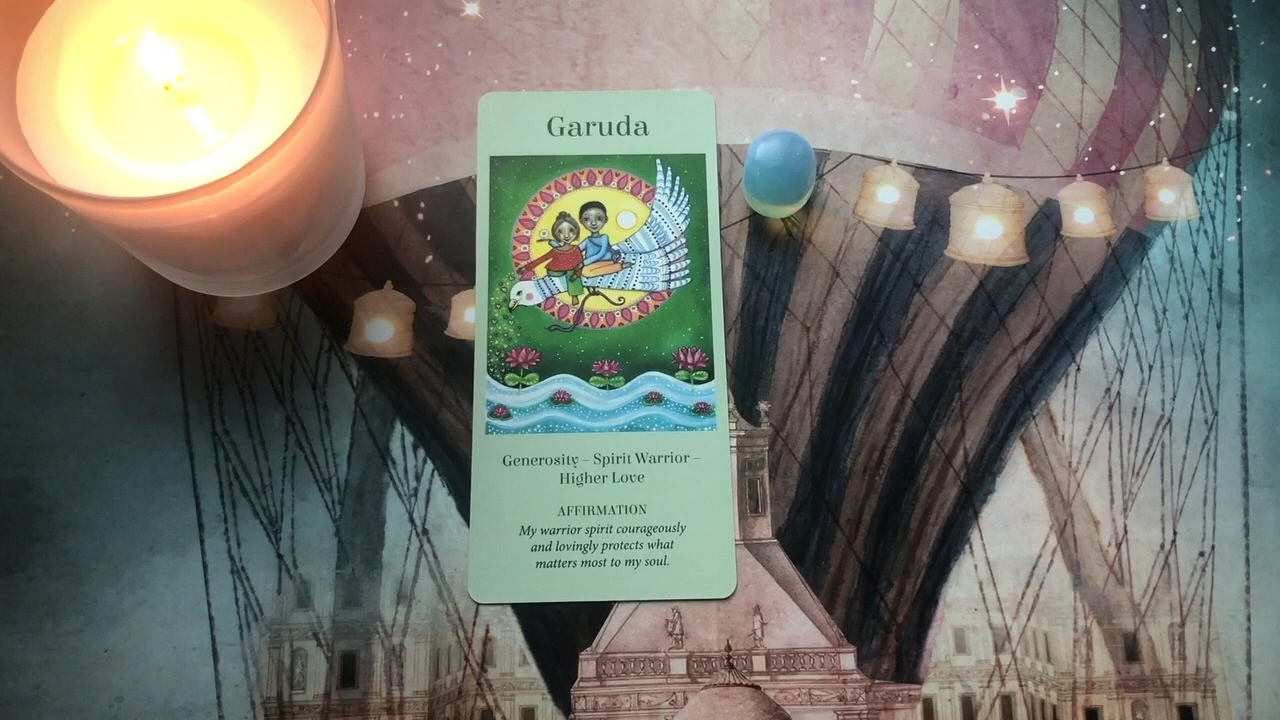 Garuda
Generosity – Spirit Warrior –
Higher Love
AFFIRMATION
My warrior spirit courageously
and lovingly protects what
matters most to my soul.